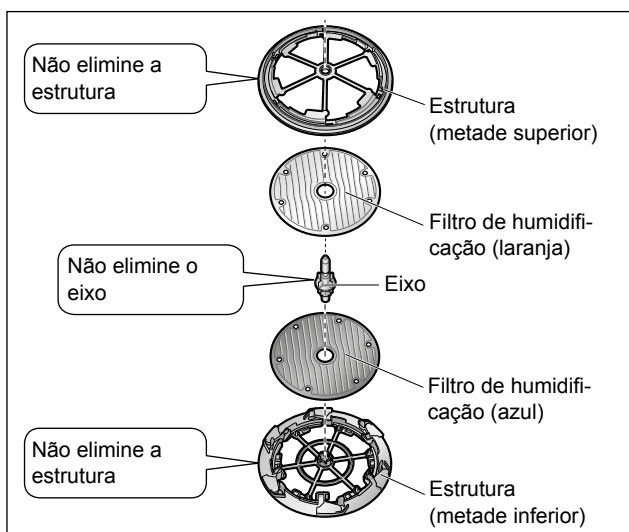 Não elimine a
estrutura
Estrutura
(metade superior)
Filtro de humidifi-
cação (laranja)
Não elimine o
eixo
Eixo
Filtro de humidifi-
cação (azul)
Não elimine a
estrutura
Estrutura
(metade inferior)